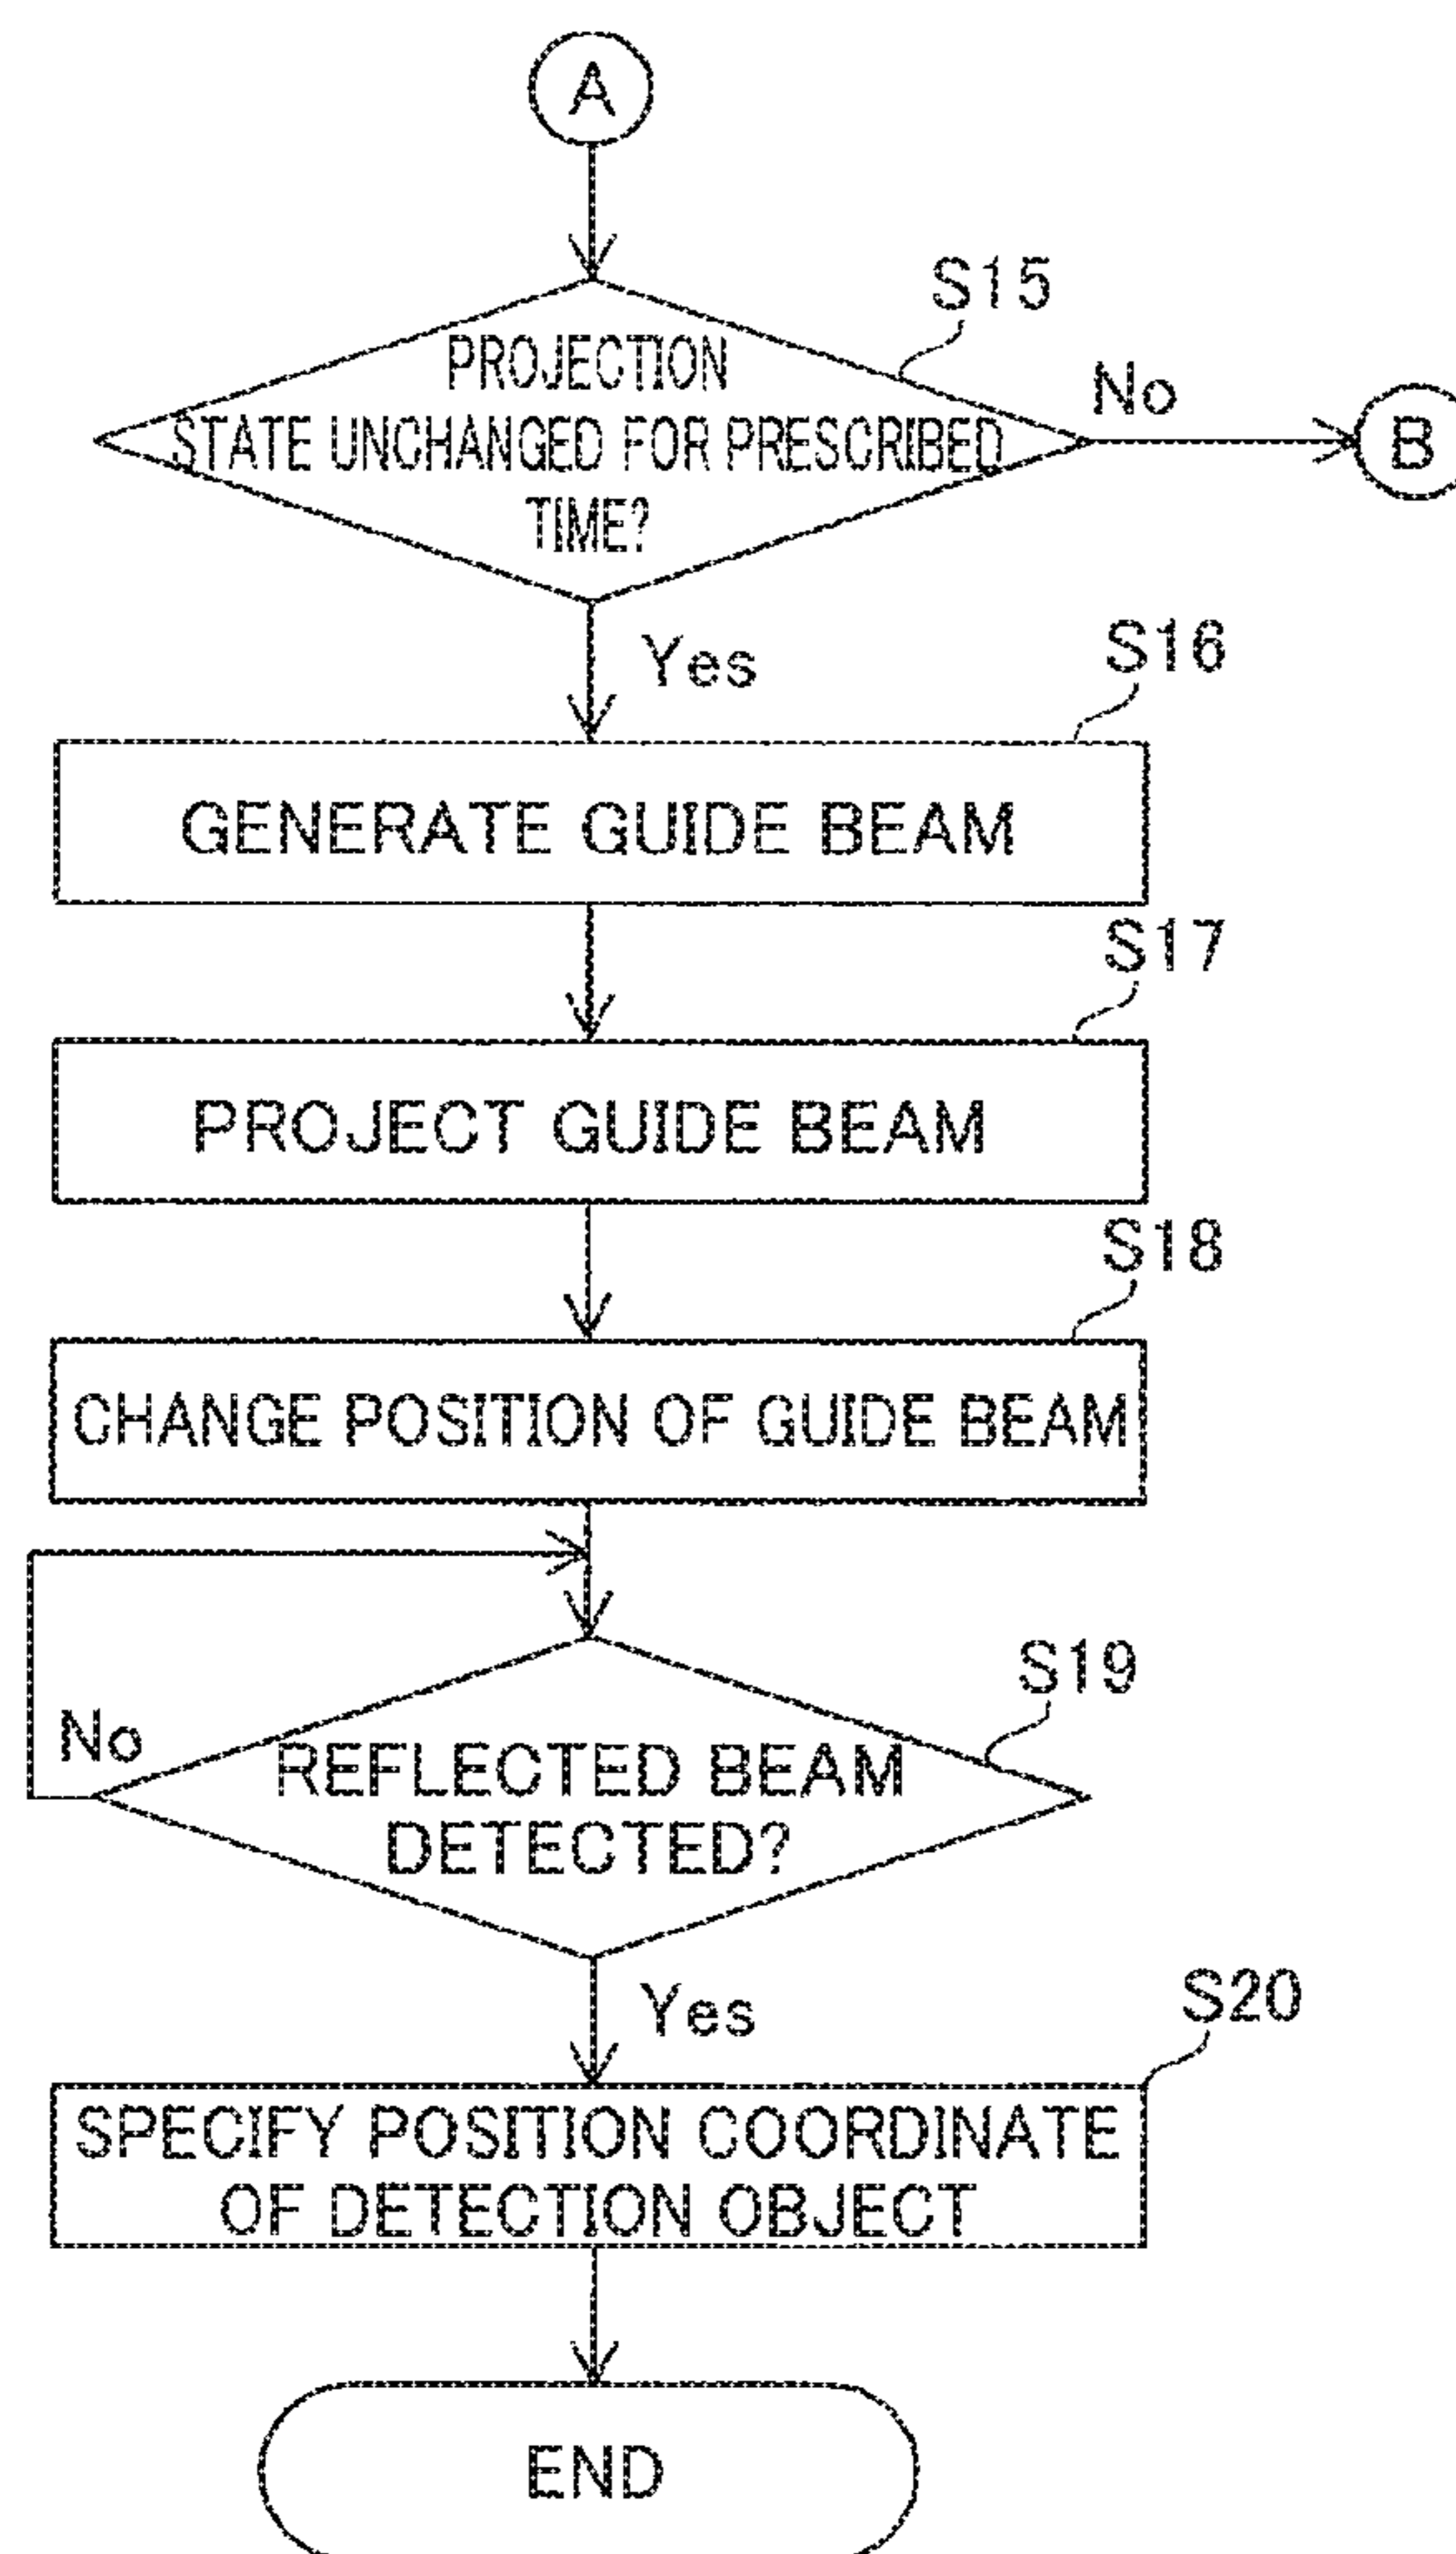 A
S15
PROJECTION
STATE UNCHANGED FOR PRESCRIBED
TIME?
No
B
Yes
S16
GENERATE GUIDE BEAM
S17
PROJECT GUIDE BEAM
S18
CHANGE POSITION OF GUIDE BEAM
S19
No
REFLECTED BEAM
DETECTED?
Yes
S20
SPECIFY POSITION COORDINATE
OF DETECTION OBJECT
END